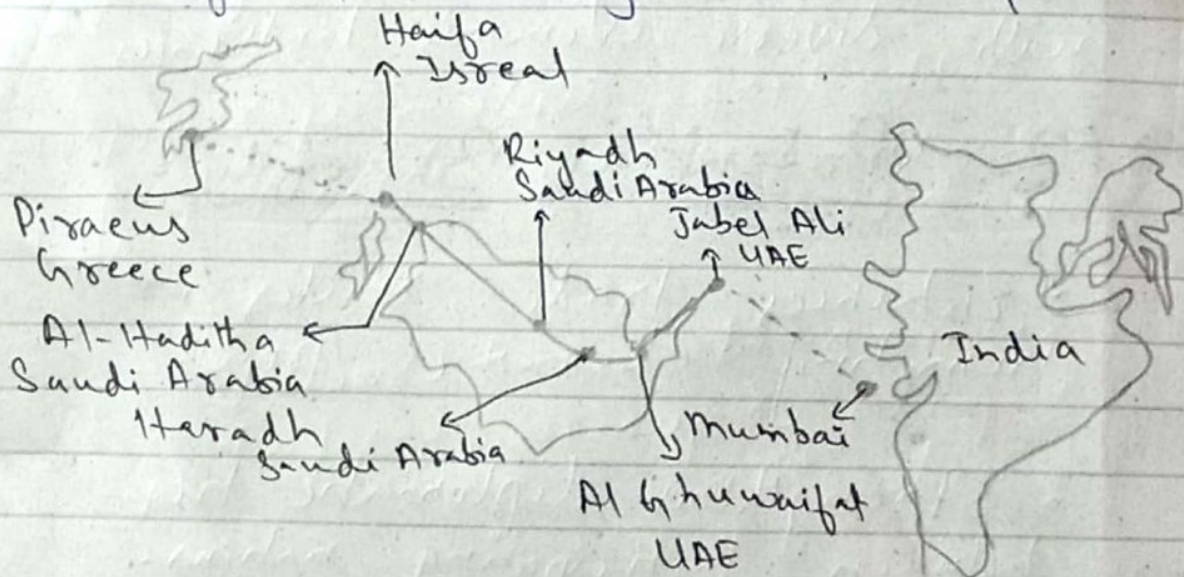 Haifa
Isreal
Riyadh
Saudi Arabia
Jabel Ali
UAE
Piraeus
Greece
Al-Haditha
Saudi Arabia
India
Haradh
Saudi Arabia
Mumbai
Al Ghuwaifat
UAE